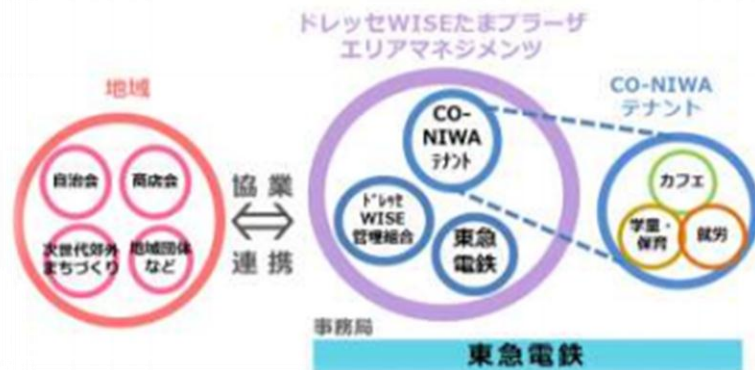 ドレッセWISEたまプラーザ
エリアマネジメンツ
地域
CO-NIWA
テナント
自治会
商店会
次世代郊外
まちづくり
地域団体
など
協業
連携
CO-
NIWA
ﾃﾅﾝﾄ
ﾄﾞﾚｯｾ
WISE
管理組合
東急
電鉄
カフェ
学童・
保育
就労
事務局
東急電鉄